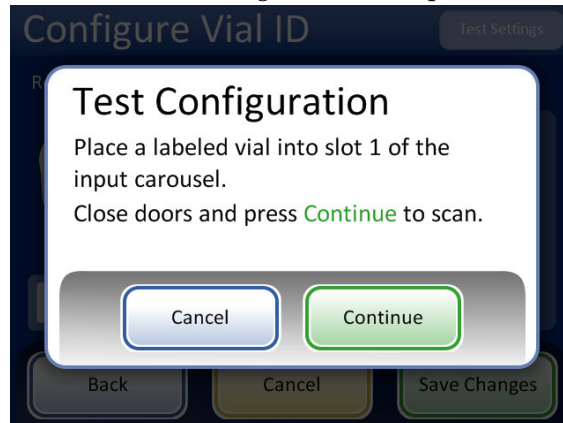 Configure Vial ID
Test Settings
R
Test Configuration
Place a labeled vial into slot 1 of the
input carousel.
Close doors and press Continue to scan.
Cancel
Continue
Back
Cancel
Save Changes